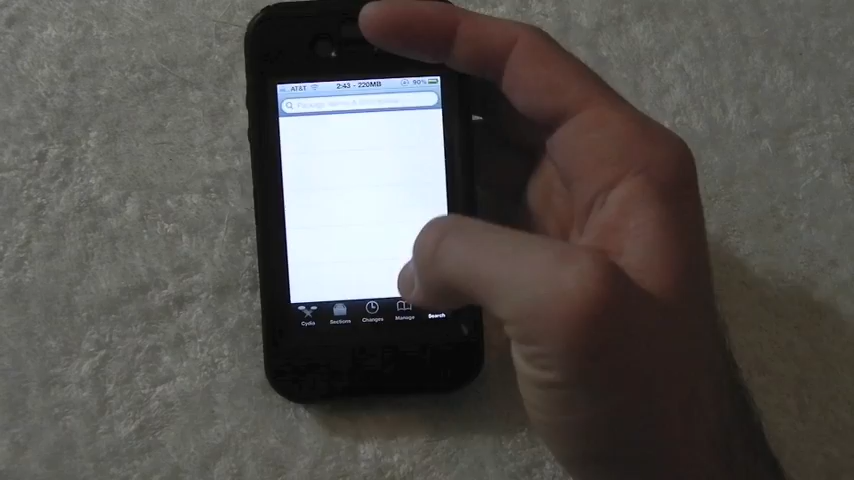 AT&T 2:43 - 220MB 90%
Cydia Sections Changes Manage Search